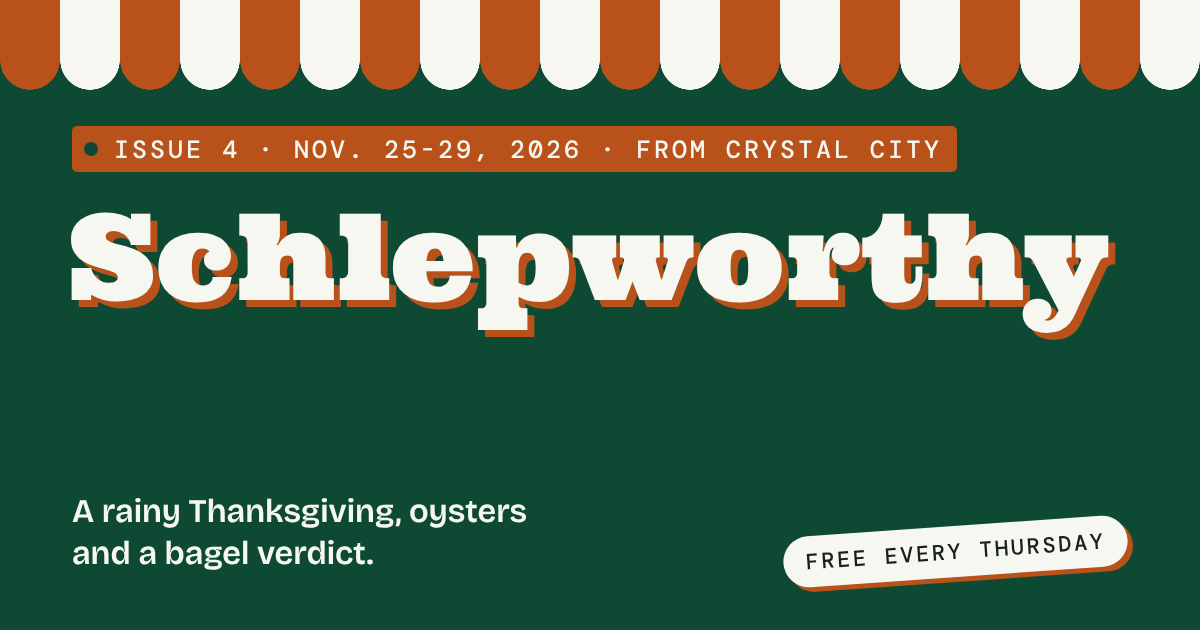 ISSUE 4 · NOV. 25-29, 2026 · FROM CRYSTAL CITY
Schlepworthy
A rainy Thanksgiving, oysters
and a bagel verdict.
FREE EVERY THURSDAY